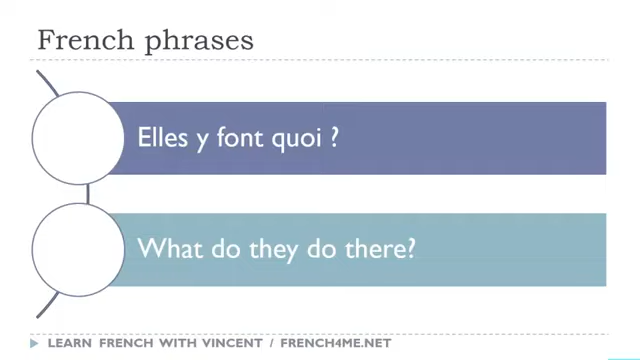 French phrases
Elles y font quoi ?
What do they do there?
LEARN FRENCH WITH VINCENT / FRENCH4ME.NET